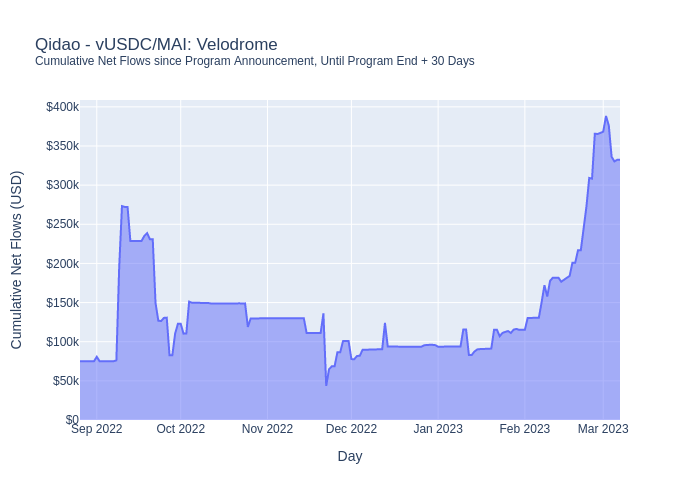 Qidao - vUSDC/MAI: Velodrome
Cumulative Net Flows since Program Announcement, Until Program End + 30 Days
Cumulative Net Flows (USD)
$400k
$350k
$300k
$250k
$200k
$150k
$100k
$50k
$0
Sep 2022 Oct 2022 Nov 2022 Dec 2022 Jan 2023 Feb 2023 Mar 2023
Day